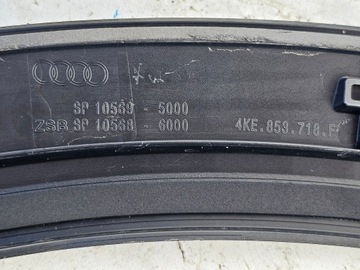 SP 10569 - 5000
ZSB SP 10568 - 6000
4KE.853.718.F